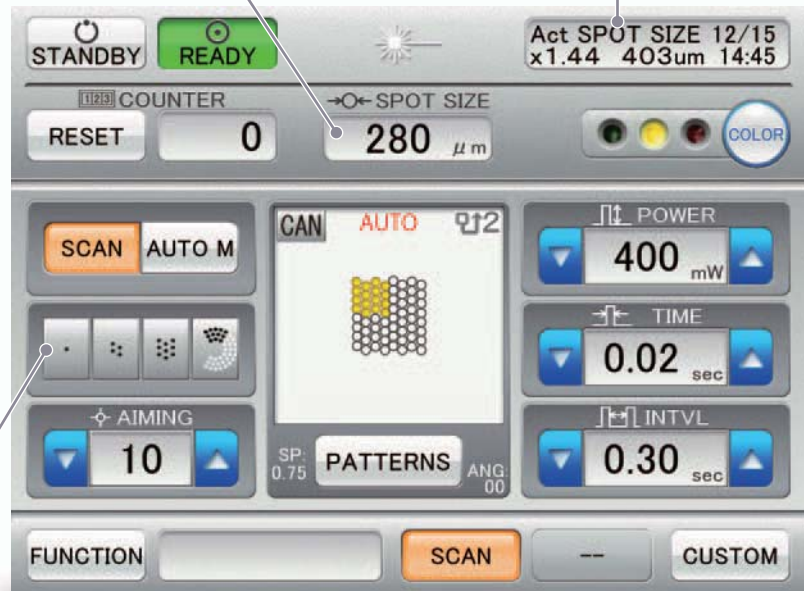 STANDBY
READY
Act SPOT SIZE 12/15
x1.44 403um 14:45
123 COUNTER
SPOT SIZE
RESET
0
280 μm
COLOR
SCAN
AUTO M
CAN
AUTO
2
POWER
400 mW
TIME
0.02 sec
AIMING
10
SP:
0.75
PATTERNS
ANG:
00
INTVL
0.30 sec
FUNCTION
SCAN
--
CUSTOM